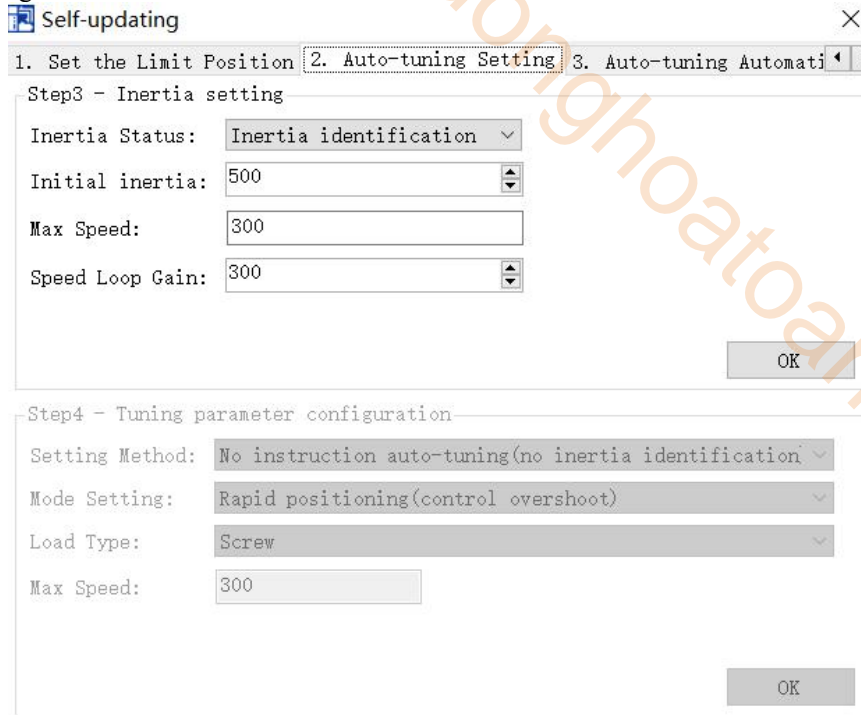 Self-updating
1. Set the Limit Position 2. Auto-tuning Setting 3. Auto-tuning Automati
Step3 - Inertia setting
Inertia Status: Inertia identification
Initial inertia: 500
Max Speed: 300
Speed Loop Gain: 300
OK
Step4 - Tuning parameter configuration
Setting Method: No instruction auto-tuning(no inertia identification
Mode Setting: Rapid positioning(control overshoot)
Load Type: Screw
Max Speed: 300
OK